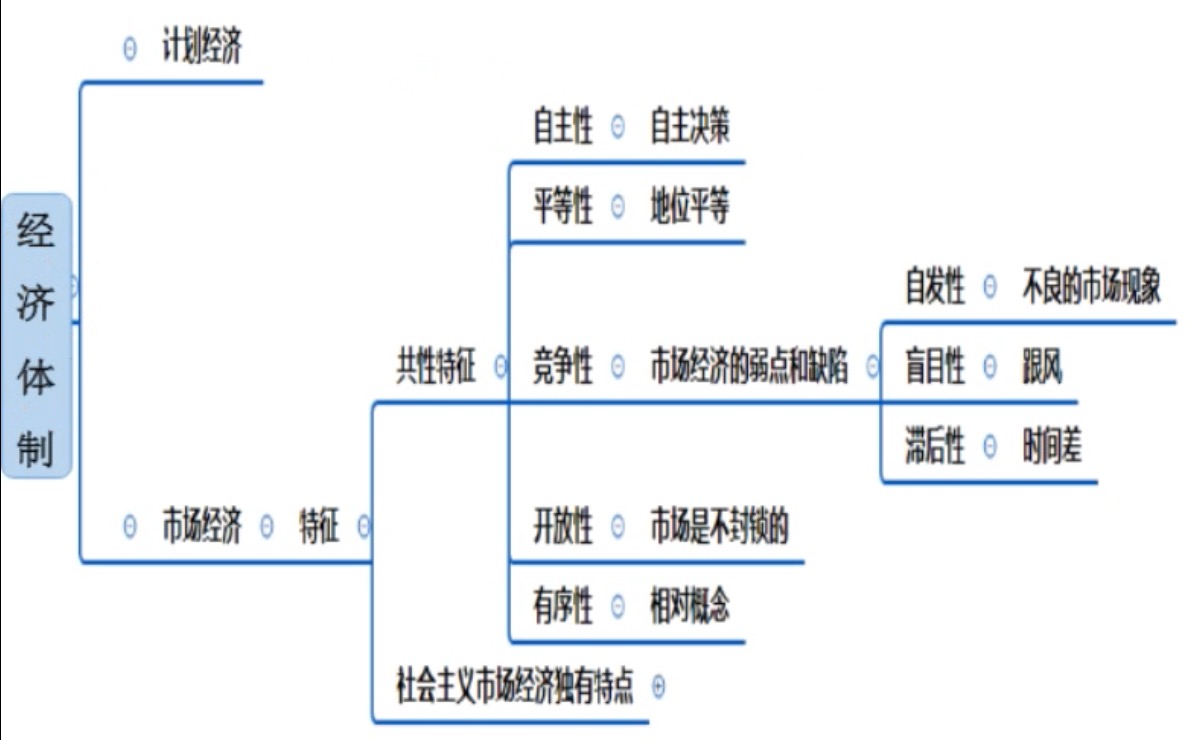 计划经济
自主性 自主决策
平等性 地位平等
经济体制
自发性 不良的市场现象
共性特征 竞争性 市场经济的弱点和缺陷 盲目性 跟风
滞后性 时间差
市场经济 特征 开放性 市场是不封锁的
有序性 相对概念
社会主义市场经济独有特点